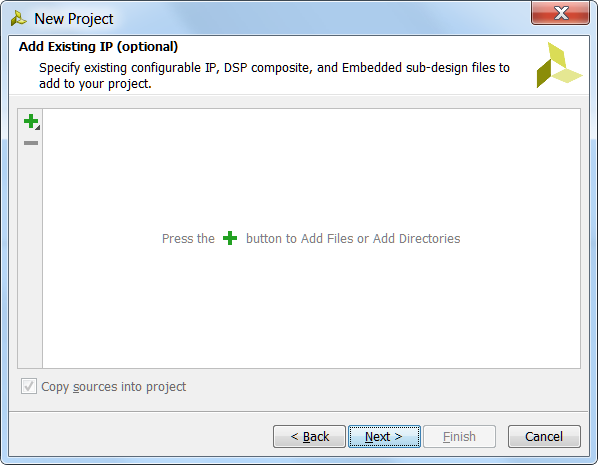 New Project
Add Existing IP (optional)
Specify existing configurable IP, DSP composite, and Embedded sub-design files to
add to your project.
Press the + button to Add Files or Add Directories
Copy sources into project
< Back Next > Finish Cancel